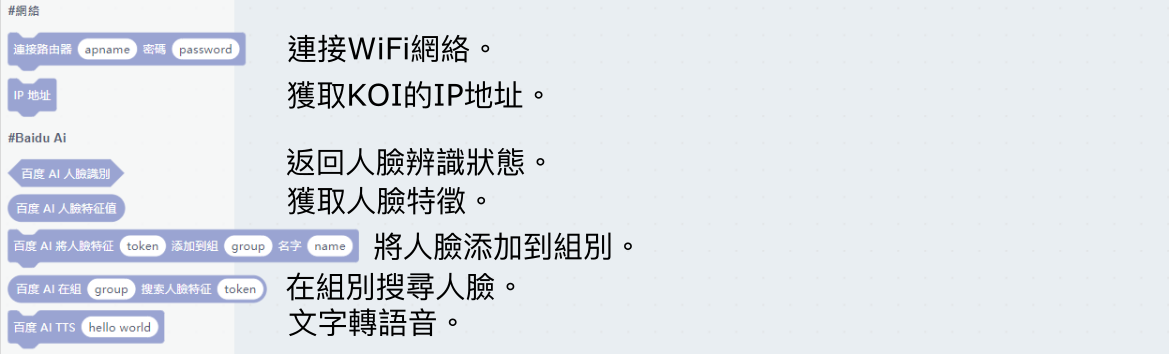 #網絡
連接路由器 apname 密碼 password 連接WiFi網絡。
IP 地址 獲取KOI的IP地址。
#Baidu Ai
百度 AI 人臉識別 返回人臉辨識狀態。
百度 AI 人臉特征值 獲取人臉特徵。
百度 AI 將人臉特征 token 添加到組 group 名字 name 將人臉添加到組別。
百度 AI 在組 group 搜索人臉特征 token 在組別搜尋人臉。
百度 AI TTS hello world 文字轉語音。